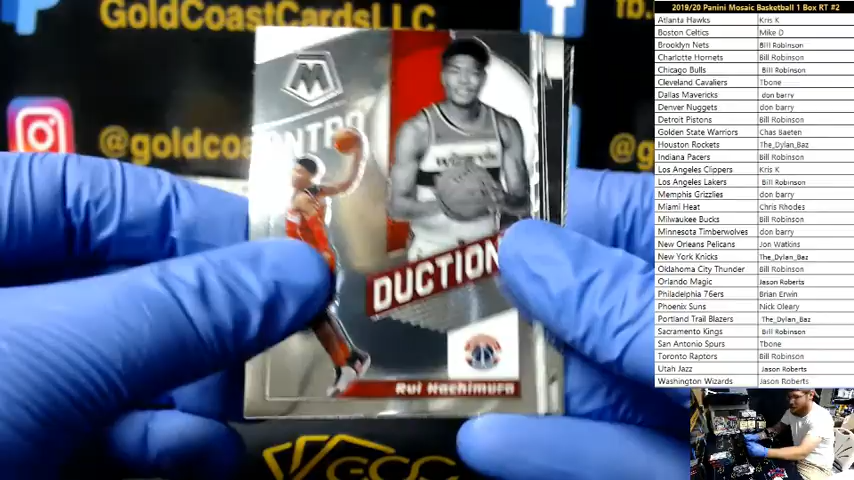 GoldCoastCardsLLC
fb.
@goldcoa
@go
M
INTRO
DUCTION
Rui Hachimura
GCC
2019/20 Panini Mosaic Basketball 1 Box RT #2
Atlanta Hawks Kris K
Boston Celtics Mike D
Brooklyn Nets Bill Robinson
Charlotte Hornets Bill Robinson
Chicago Bulls Bill Robinson
Cleveland Cavaliers Tbone
Dallas Mavericks don barry
Denver Nuggets don barry
Detroit Pistons Bill Robinson
Golden State Warriors Chas Baeten
Houston Rockets The_Dylan_Baz
Indiana Pacers Bill Robinson
Los Angeles Clippers Kris K
Los Angeles Lakers Bill Robinson
Memphis Grizzlies don barry
Miami Heat Chris Rhodes
Milwaukee Bucks Bill Robinson
Minnesota Timberwolves don barry
New Orleans Pelicans Jon Watkins
New York Knicks The_Dylan_Baz
Oklahoma City Thunder Bill Robinson
Orlando Magic Jason Roberts
Philadelphia 76ers Brian Erwin
Phoenix Suns Nick Oleary
Portland Trail Blazers The_Dylan_Baz
Sacramento Kings Bill Robinson
San Antonio Spurs Tbone
Toronto Raptors Bill Robinson
Utah Jazz Jason Roberts
Washington Wizards Jason Roberts